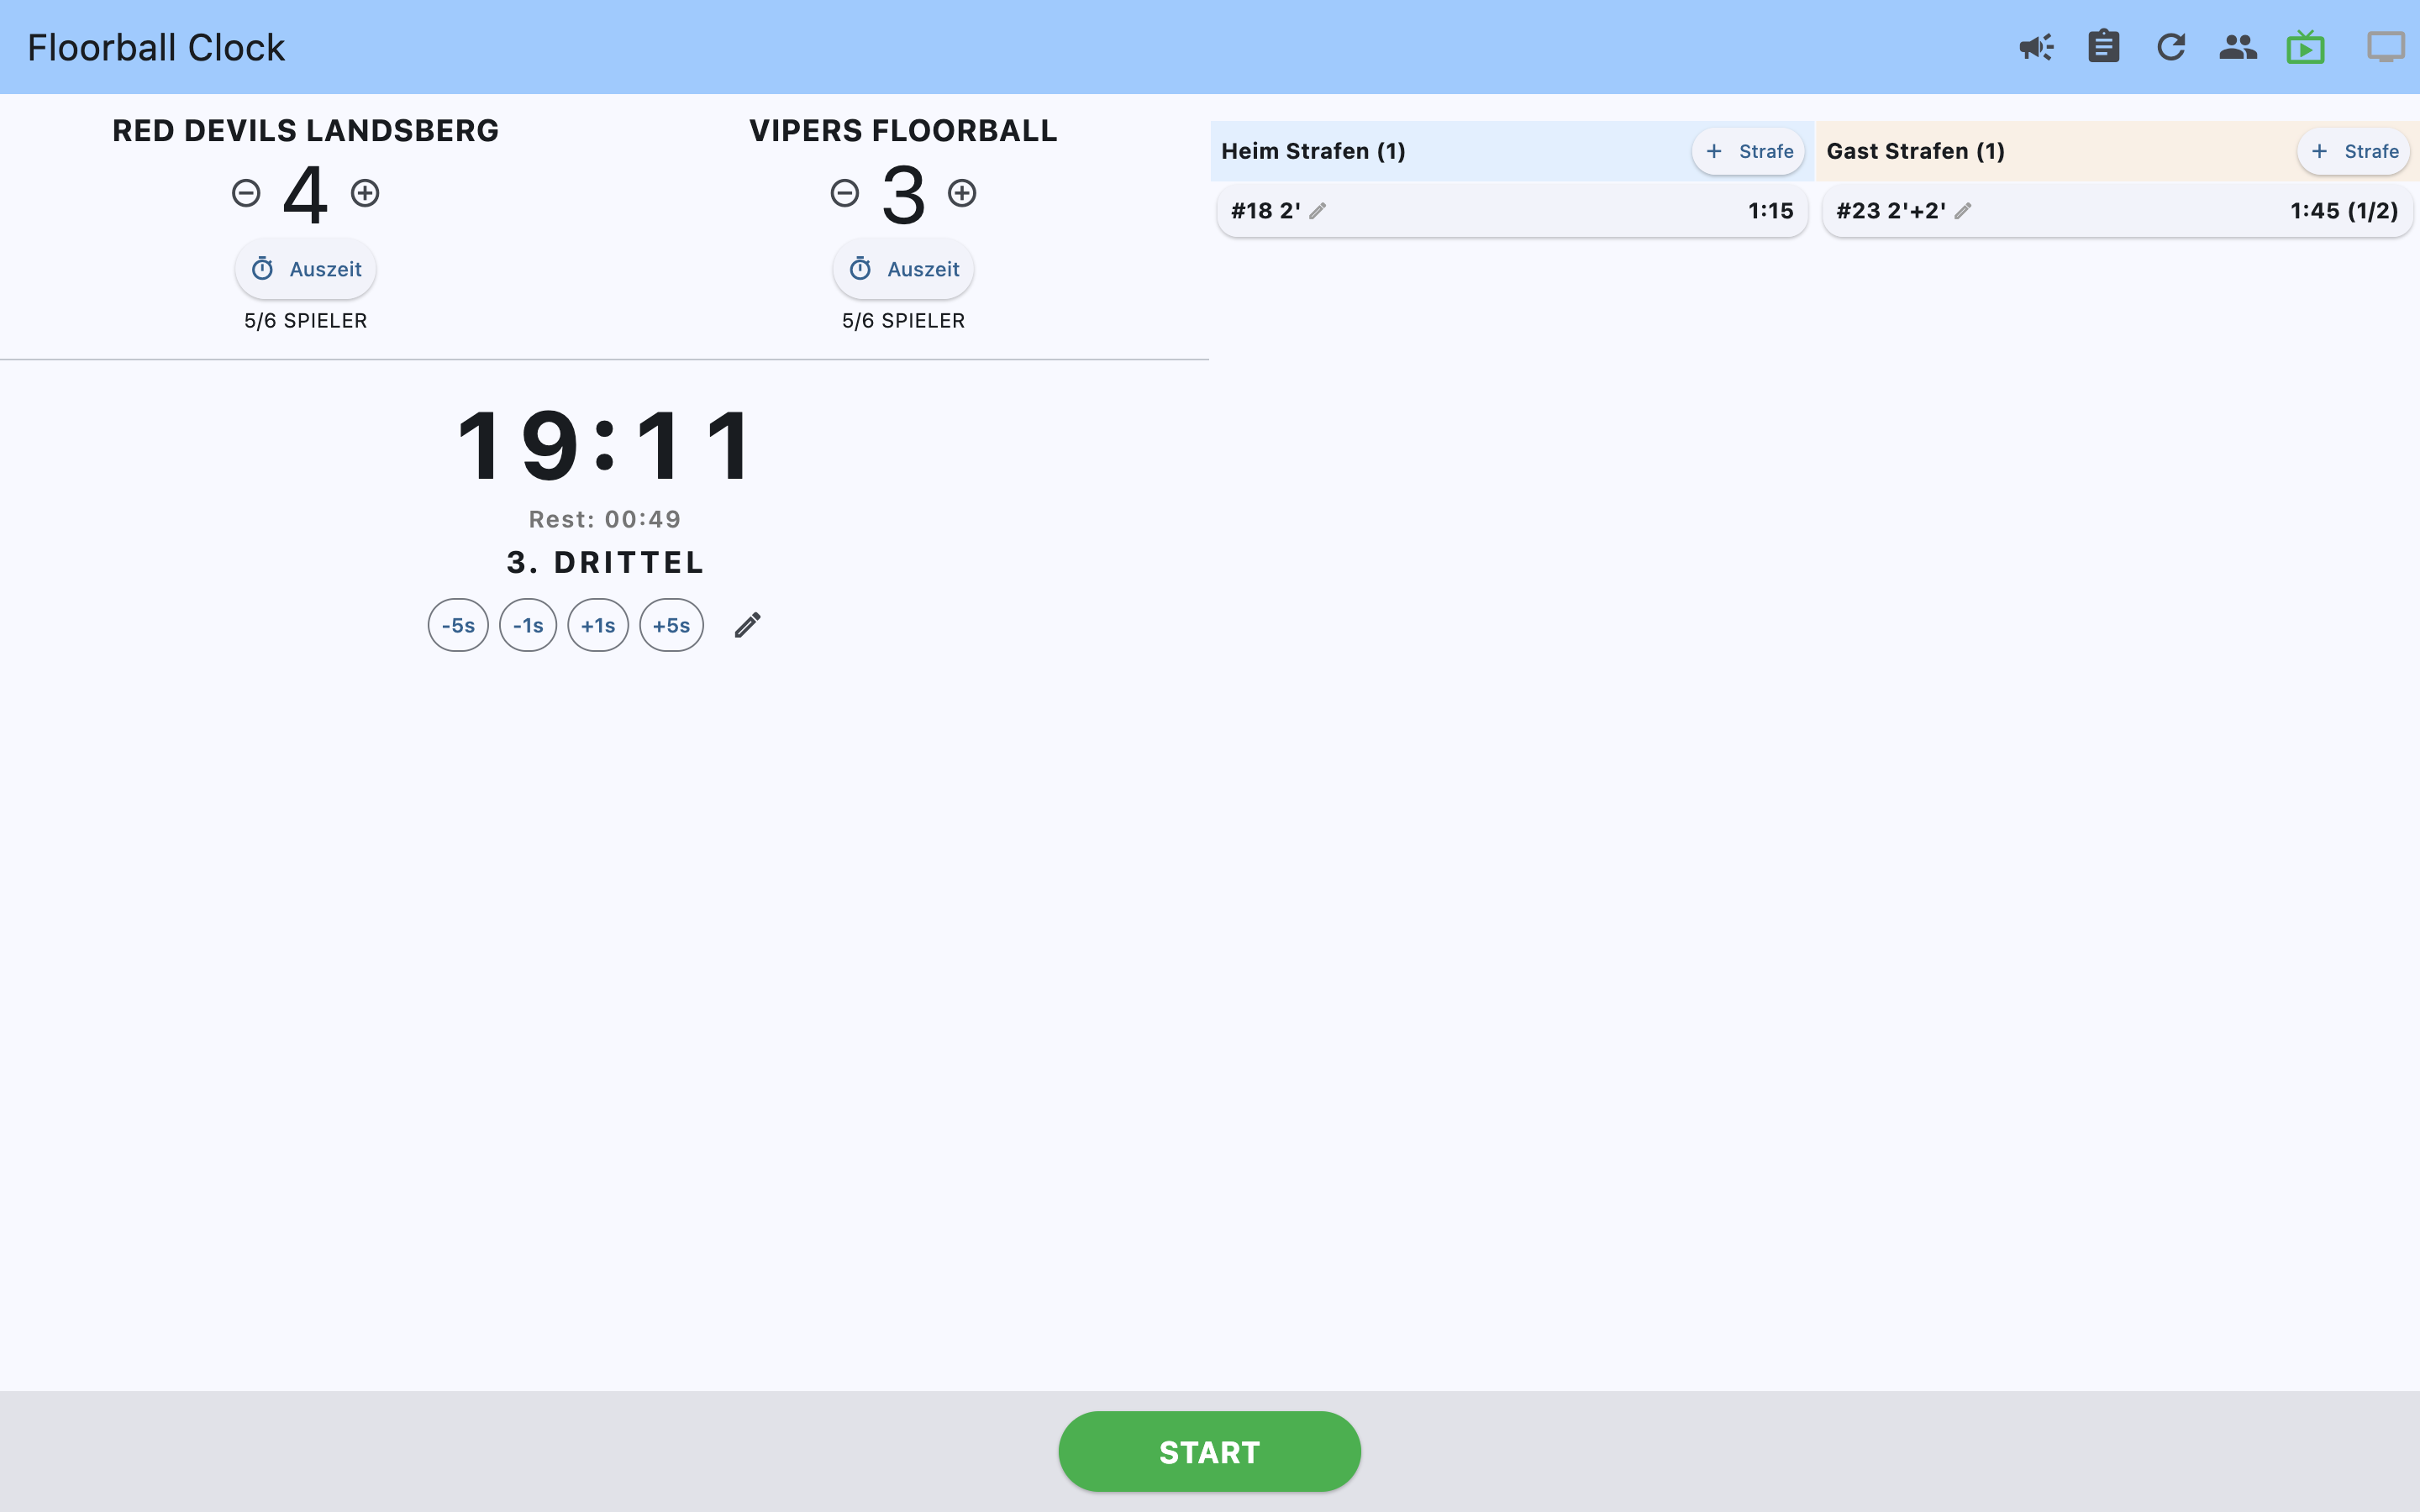 Floorball Clock
RED DEVILS LANDSBERG
4
Auszeit
5/6 SPIELER
VIPERS FLOORBALL
3
Auszeit
5/6 SPIELER
19:11
Rest: 00:49
3. DRITTEL
-5s -1s +1s +5s
Heim Strafen (1) + Strafe
#18 2' 1:15
Gast Strafen (1) + Strafe
#23 2'+2' 1:45 (1/2)
START